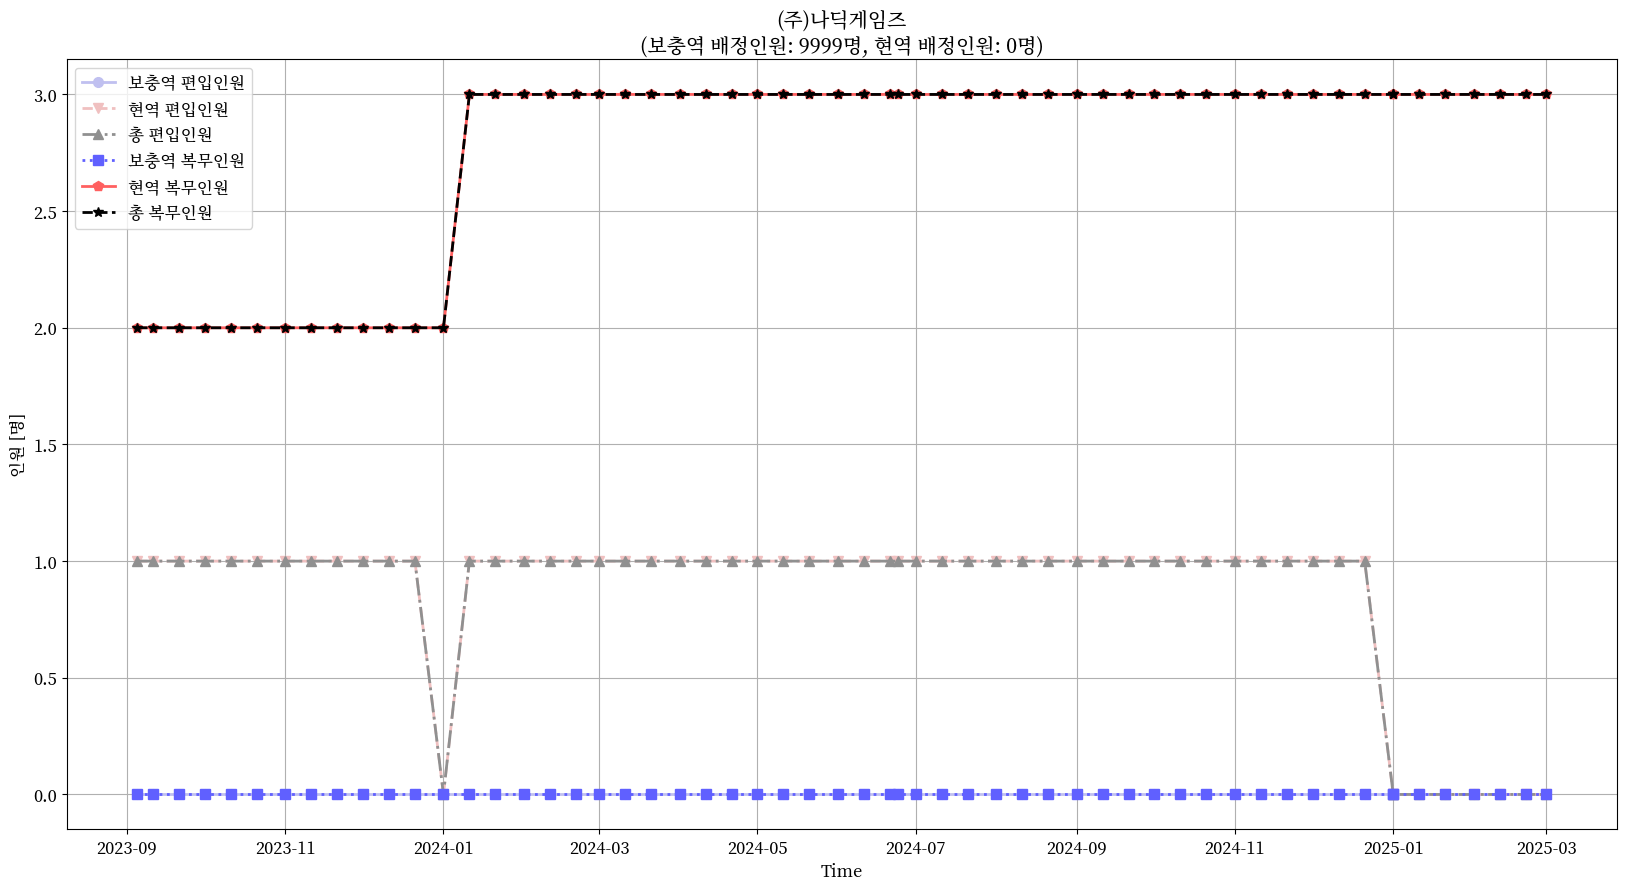 (주)나딕게임즈
(보충역 배정인원: 9999명, 현역 배정인원: 0명)
보충역 편입인원
현역 편입인원
총 편입인원
보충역 복무인원
현역 복무인원
총 복무인원
3.0
2.5
2.0
1.5
1.0
0.5
0.0
인원 [명]
2023-09
2023-11
2024-01
2024-03
2024-05
2024-07
2024-09
2024-11
2025-01
2025-03
Time